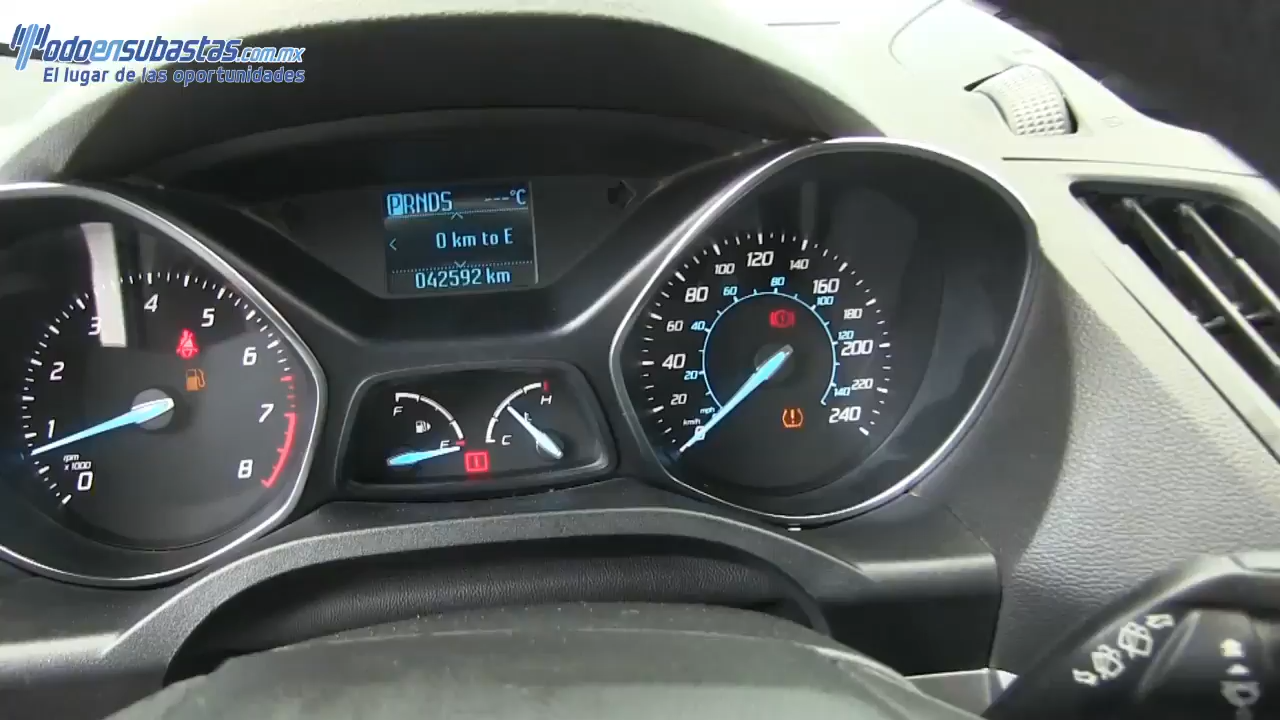 Todoensubastas.com.mx
El lugar de las oportunidades
PRNDS ---°C
0 km to E
042592 km
0 1 2 3 4 5 6 7 8
rpm
x 1000
F E
C H
20 40 60 80 100 120 140 160 180 200 220 240
20 40 60 80 100 120 140
mph
km/h